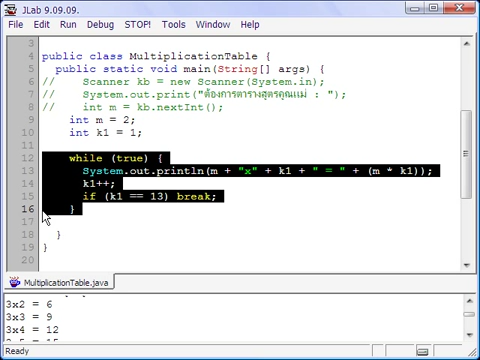 JLab 9.09.09.
File Edit Run Debug STOP! Tools Window Help
3
4 public class MultiplicationTable {
5 public static void main(String[] args) {
6 // Scanner kb = new Scanner(System.in);
7 // System.out.print("ต้องการตารางสูตรคูณแม่ : ");
8 // int m = kb.nextInt();
9 int m = 2;
10 int k1 = 1;
11
12 while (true) {
13 System.out.println(m + "x" + k1 + " = " + (m * k1));
14 k1++;
15 if (k1 == 13) break;
16 }
17
18 }
19 }
20
MultiplicationTable.java
3x2 = 6
3x3 = 9
3x4 = 12
3x5 = 15
Ready